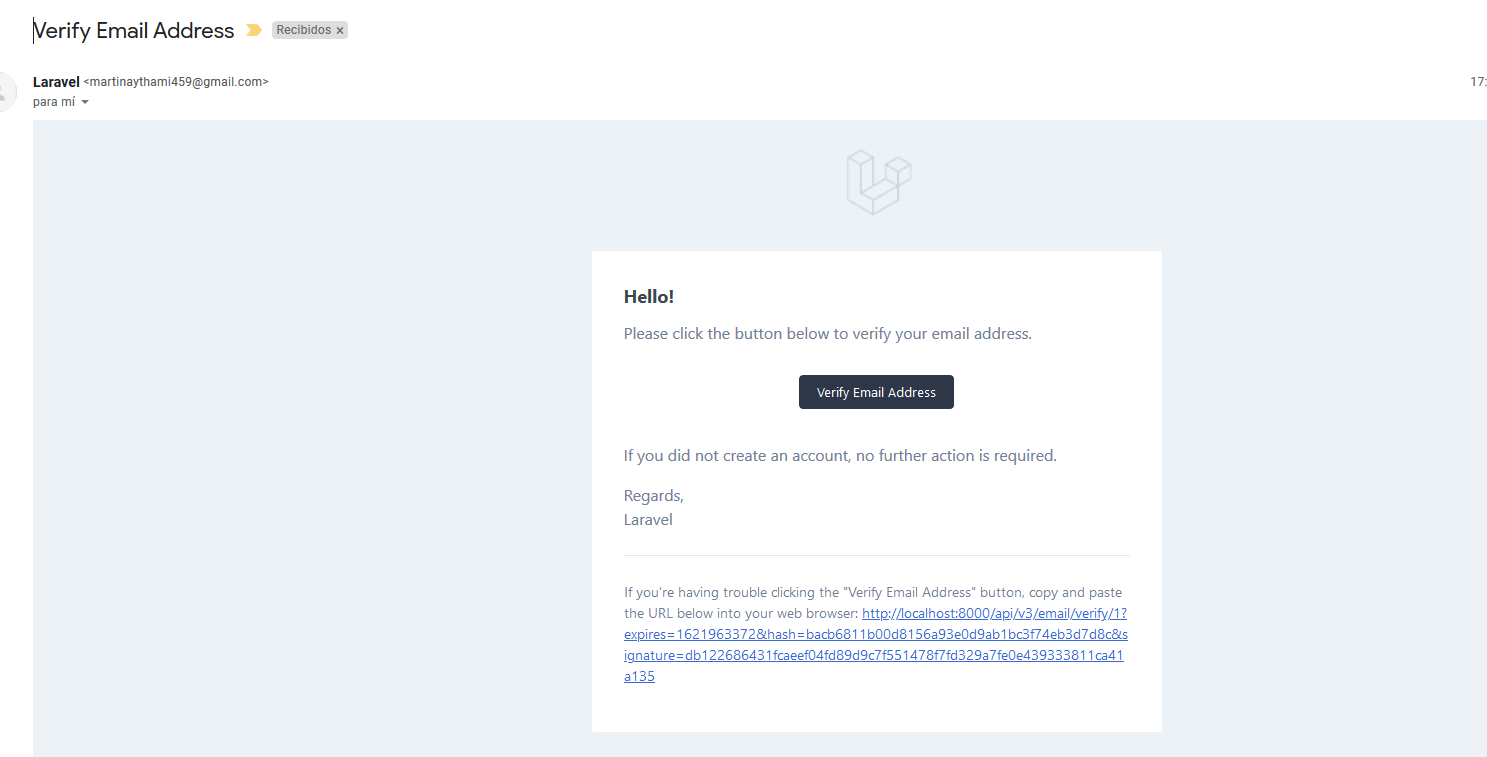 Verify Email Address Recibidos x
Laravel <martinaythami459@gmail.com> 17:
para mí
Hello!
Please click the button below to verify your email address.
Verify Email Address
If you did not create an account, no further action is required.
Regards,
Laravel
If you're having trouble clicking the "Verify Email Address" button, copy and paste
the URL below into your web browser: http://localhost:8000/api/v3/email/verify/1?
expires=1621963372&hash=bacb6811b00d8156a93e0d9ab1bc3f74eb3d7d8c&s
ignature=db122686431fcaeef04fd89d9c7f551478f7fd329a7fe0e439333811ca41
a135